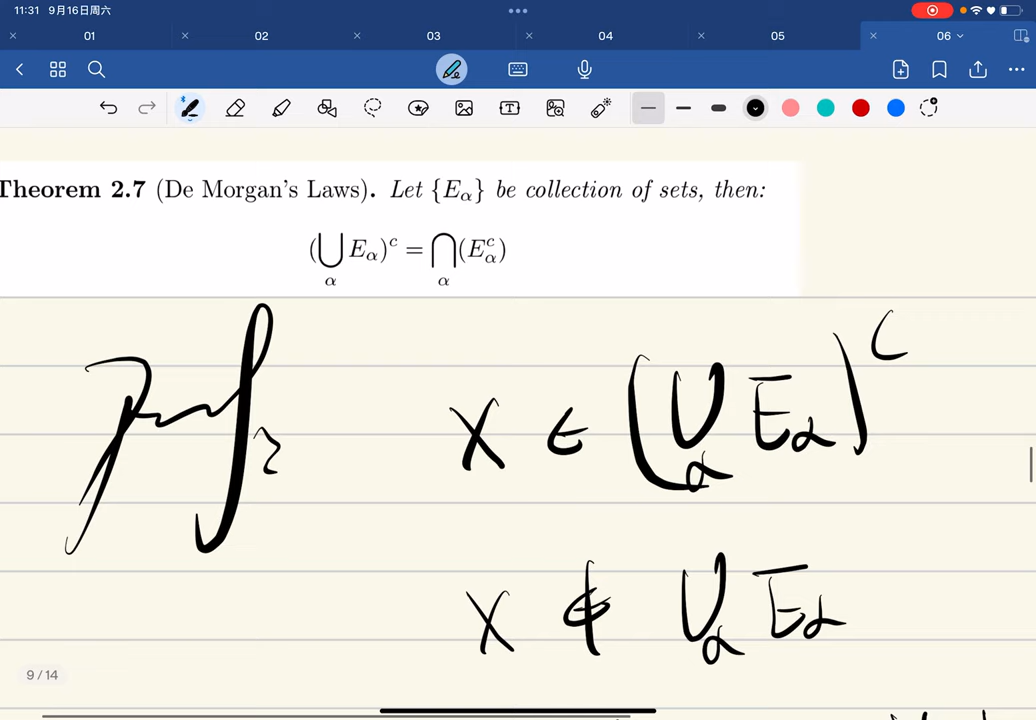 11:31 9月16日周六
01 02 03 04 05 06
Theorem 2.7 (De Morgan's Laws). Let {E_α} be collection of sets, then:
(⋃_α E_α)^c = ⋂_α (E_α^c)
x ∈ (⋃_α E_α)^c
x ∉ ⋃_α E_α
9 / 14